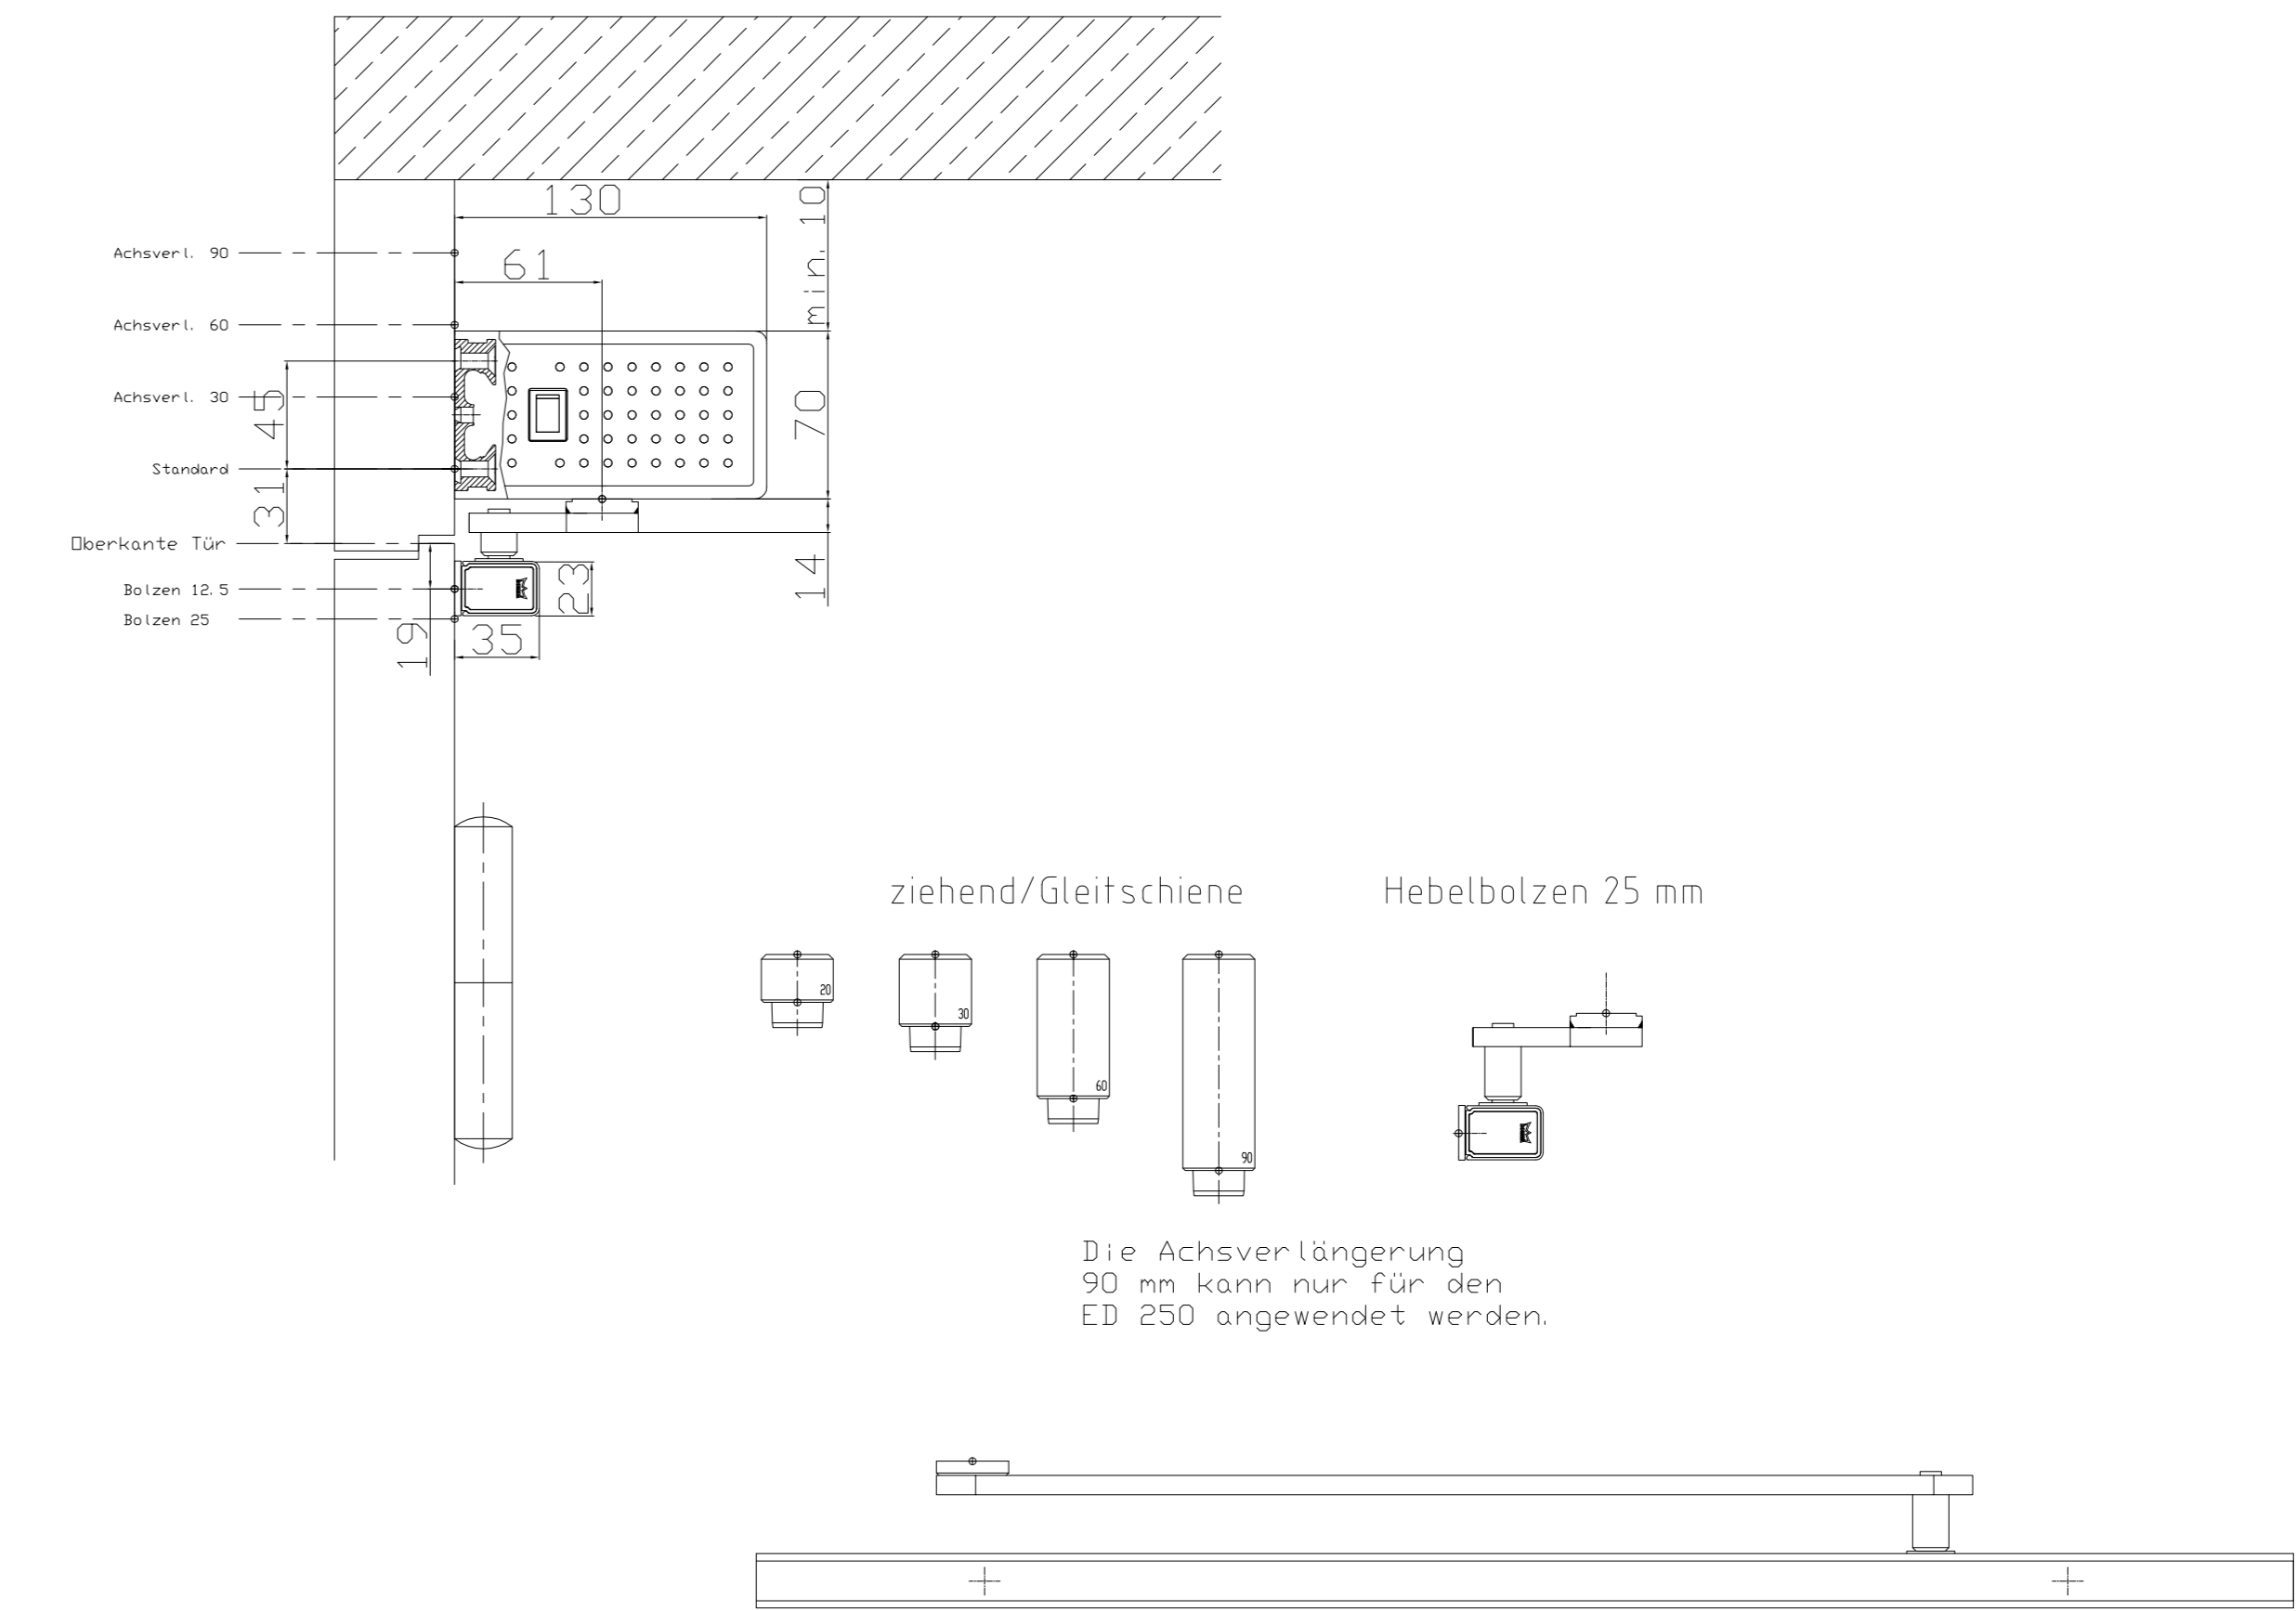 130
min. 10
Achsverl. 90
61
Achsverl. 60
Achsverl. 30
45
70
Standard
31
Oberkante Tür
14
23
Bolzen 12.5
Bolzen 25
19
35
ziehend/Gleitschiene
Hebelbolzen 25 mm
20
30
60
90
Die Achsverlängerung
90 mm kann nur für den
ED 250 angewendet werden.